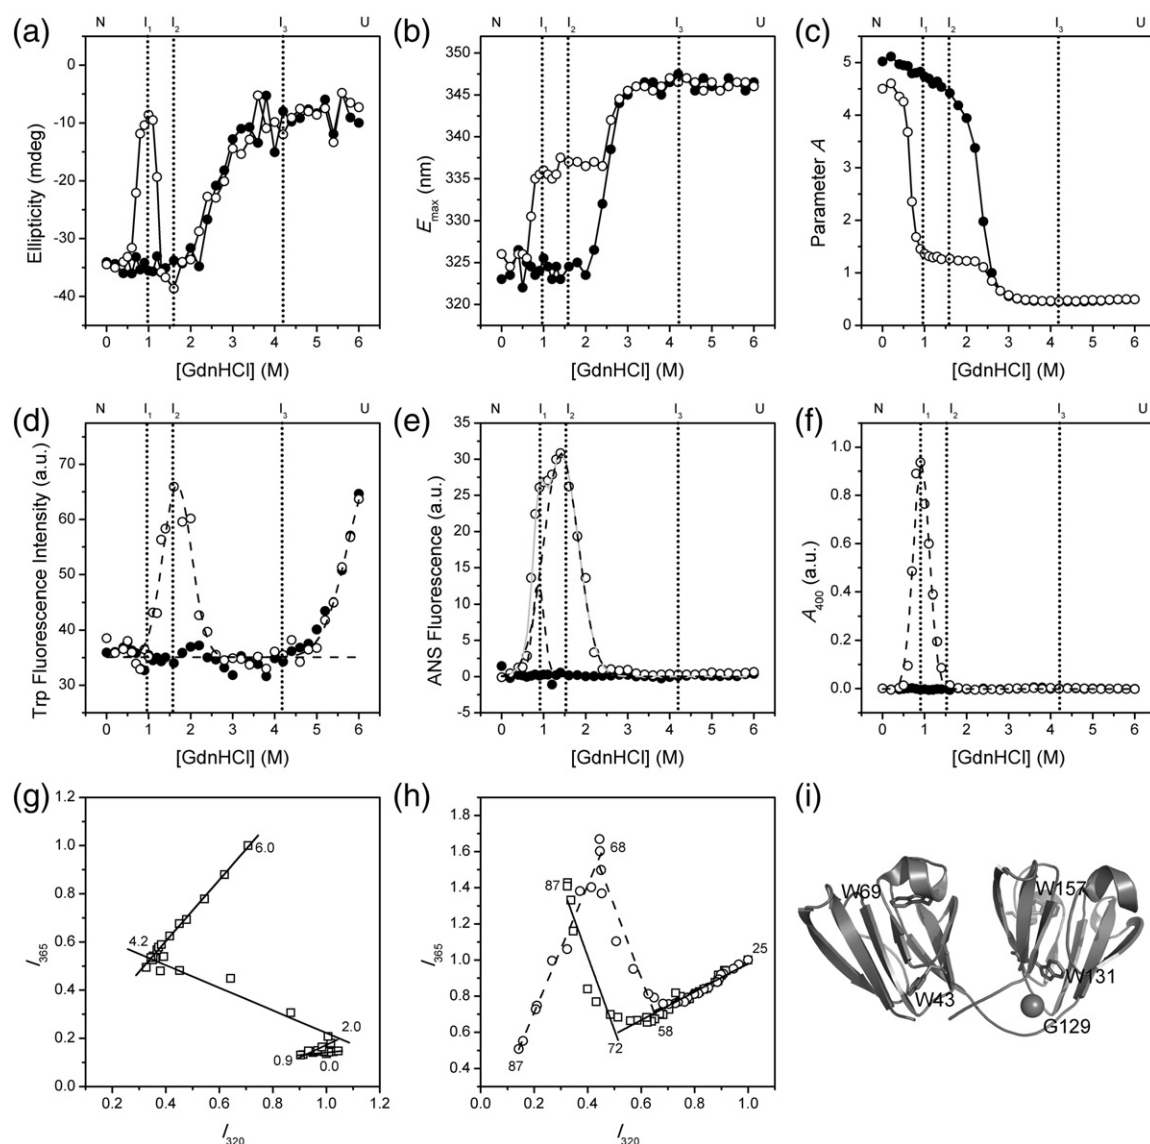 (a) N I1 I2 I3 U
Ellipticity (mdeg)
0
-10
-20
-30
-40
0 1 2 3 4 5 6
[GdnHCl] (M)
(b) N I1 I2 I3 U
Emax (nm)
350
345
340
335
330
325
320
0 1 2 3 4 5 6
[GdnHCl] (M)
(c) N I1 I2 I3 U
Parameter A
5
4
3
2
1
0
0 1 2 3 4 5 6
[GdnHCl] (M)
(d) N I1 I2 I3 U
Trp Fluorescence Intensity (a.u.)
70
60
50
40
30
0 1 2 3 4 5 6
[GdnHCl] (M)
(e) N I1 I2 I3 U
ANS Fluorescence (a.u.)
35
30
25
20
15
10
5
0
-5
0 1 2 3 4 5 6
[GdnHCl] (M)
(f) N I1 I2 I3 U
A400 (a.u.)
1.0
0.8
0.6
0.4
0.2
0.0
0 1 2 3 4 5 6
[GdnHCl] (M)
(g)
I365
1.2
1.0
0.8
0.6
0.4
0.2
0.0
6.0
4.2
2.0
0.9
0.0
0.2 0.4 0.6 0.8 1.0 1.2
I320
(h)
I365
1.8
1.6
1.4
1.2
1.0
0.8
0.6
0.4
68
87
25
58
72
87
0.0 0.2 0.4 0.6 0.8 1.0
I320
(i)
W69
W157
W131
W43
G129